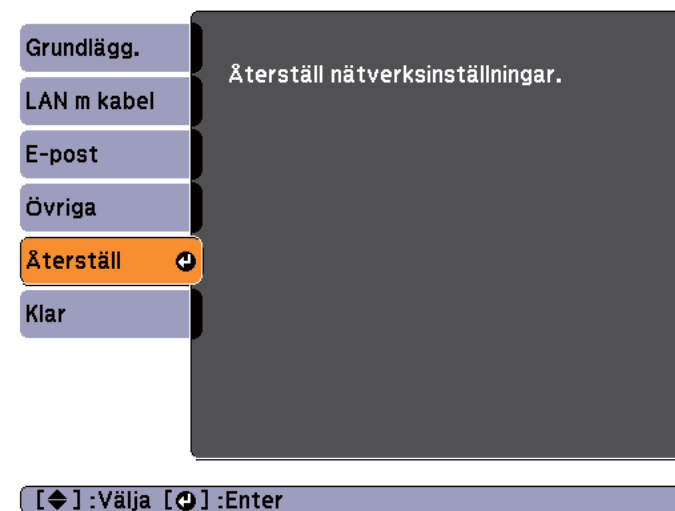 Grundlägg.
LAN m kabel
E-post
Övriga
Återställ
Klar
Återställ nätverksinställningar.
[◆] :Välja [⏎] :Enter